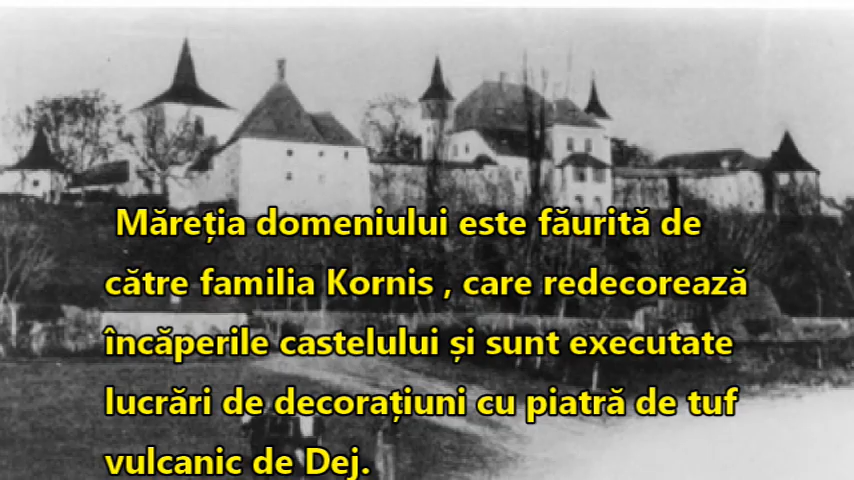 Măreția domeniului este făurită de
către familia Kornis , care redecorează
încăperile castelului și sunt executate
lucrări de decorațiuni cu piatră de tuf
vulcanic de Dej.